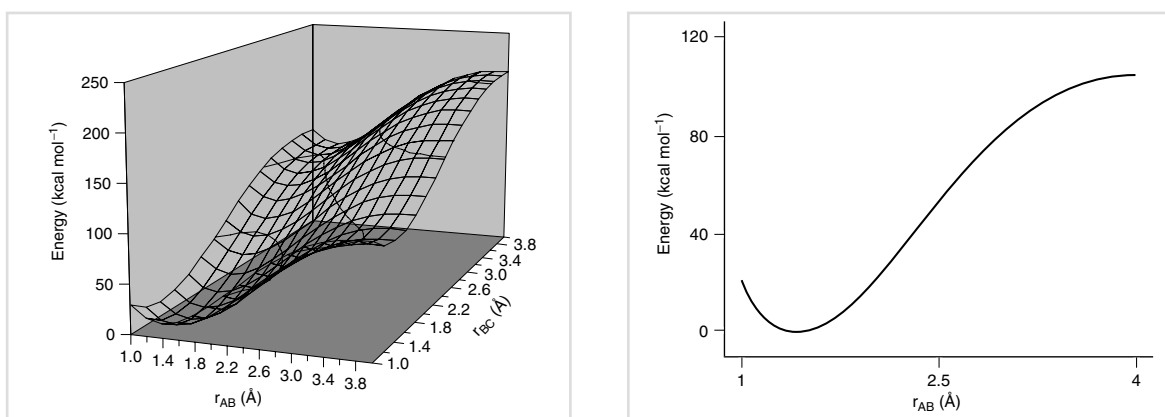 250
200
150
100
50
0
Energy (kcal mol⁻¹)
1.0 1.4 1.8 2.2 2.6 3.0 3.4 3.8
r_AB (Å)
3.8
3.4
3.0
2.6
2.2
1.8
1.4
1.0
r_BC (Å)
120
80
40
0
Energy (kcal mol⁻¹)
1 2.5 4
r_AB (Å)